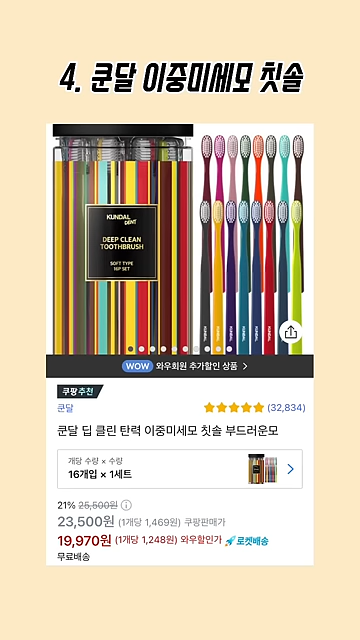 4. 쿤달 이중미세모 칫솔
KUNDAL
DENT
DEEP CLEAN
TOOTHBRUSH
SOFT TYPE
16P SET
WOW 와우회원 추가할인 상품 >
쿠팡추천
쿤달 (32,834)
쿤달 딥 클린 탄력 이중미세모 칫솔 부드러운모
개당 수량 × 수량
16개입 × 1세트
21% 25,500원
23,500원 (1개당 1,469원) 쿠팡판매가
19,970원 (1개당 1,248원) 와우할인가 로켓배송
무료배송